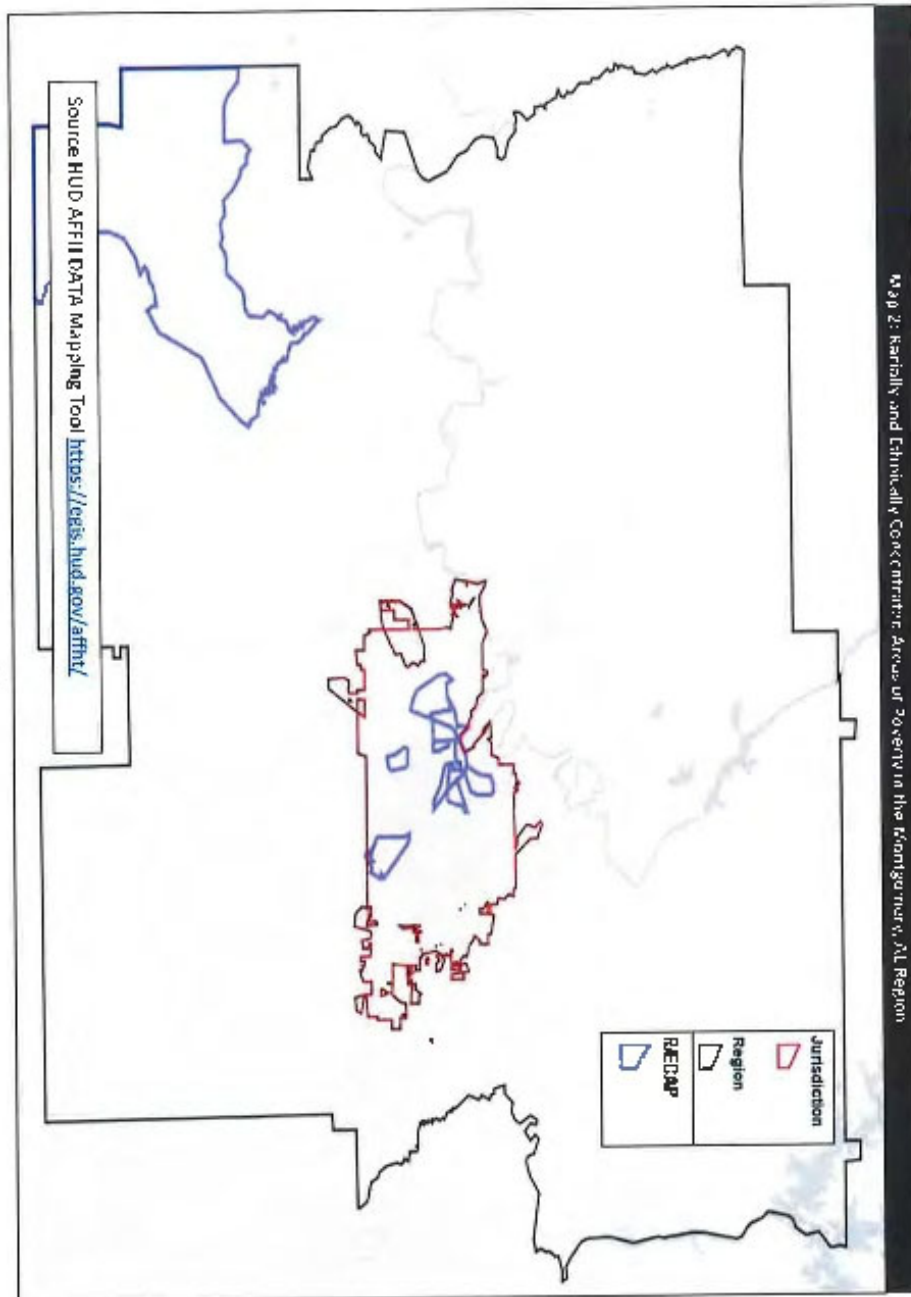 Map 2: Racially and Ethnically Concentrated Areas of Poverty in the Montgomery, AL Region
Jurisdiction
Region
R/ECAP
Source HUD AFFH DATA Mapping Tool https://egis.hud.gov/affht/